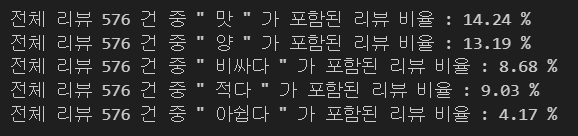 전체 리뷰 576 건 중 " 맛 " 가 포함된 리뷰 비율 : 14.24 %
전체 리뷰 576 건 중 " 양 " 가 포함된 리뷰 비율 : 13.19 %
전체 리뷰 576 건 중 " 비싸다 " 가 포함된 리뷰 비율 : 8.68 %
전체 리뷰 576 건 중 " 적다 " 가 포함된 리뷰 비율 : 9.03 %
전체 리뷰 576 건 중 " 아쉽다 " 가 포함된 리뷰 비율 : 4.17 %